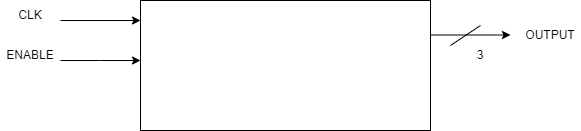 CLK
OUTPUT
ENABLE
3